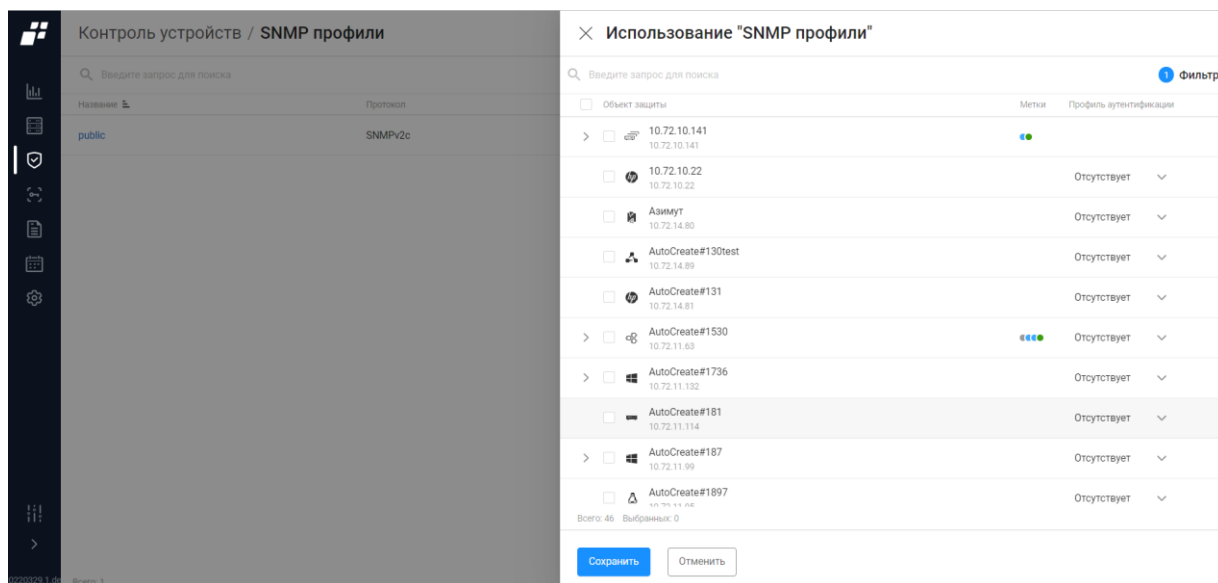 Контроль устройств / SNMP профили
Введите запрос для поиска
Название Протокол
public SNMPv2c
Использование "SNMP профили"
Введите запрос для поиска 1 Фильтр
Объект защиты Метки Профиль аутентификации
10.72.10.141
10.72.10.141
10.72.10.22 Отсутствует
10.72.10.22
Азимут Отсутствует
10.72.14.80
AutoCreate#130test Отсутствует
10.72.14.89
AutoCreate#131 Отсутствует
10.72.14.81
AutoCreate#1530 Отсутствует
10.72.11.63
AutoCreate#1736 Отсутствует
10.72.11.132
AutoCreate#181 Отсутствует
10.72.11.114
AutoCreate#187 Отсутствует
10.72.11.99
AutoCreate#1897 Отсутствует
Всего: 46 Выбранных: 0
Сохранить Отменить
0220329.1.de Всего: 1